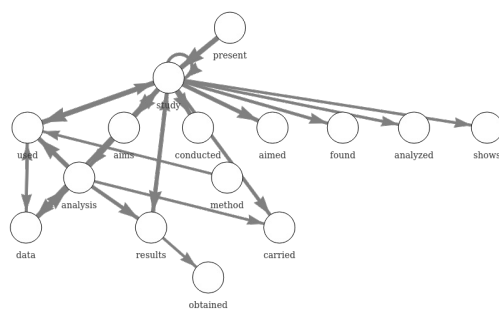 present
study
used
aims
conducted
aimed
found
analyzed
shows
analysis
method
data
results
carried
obtained